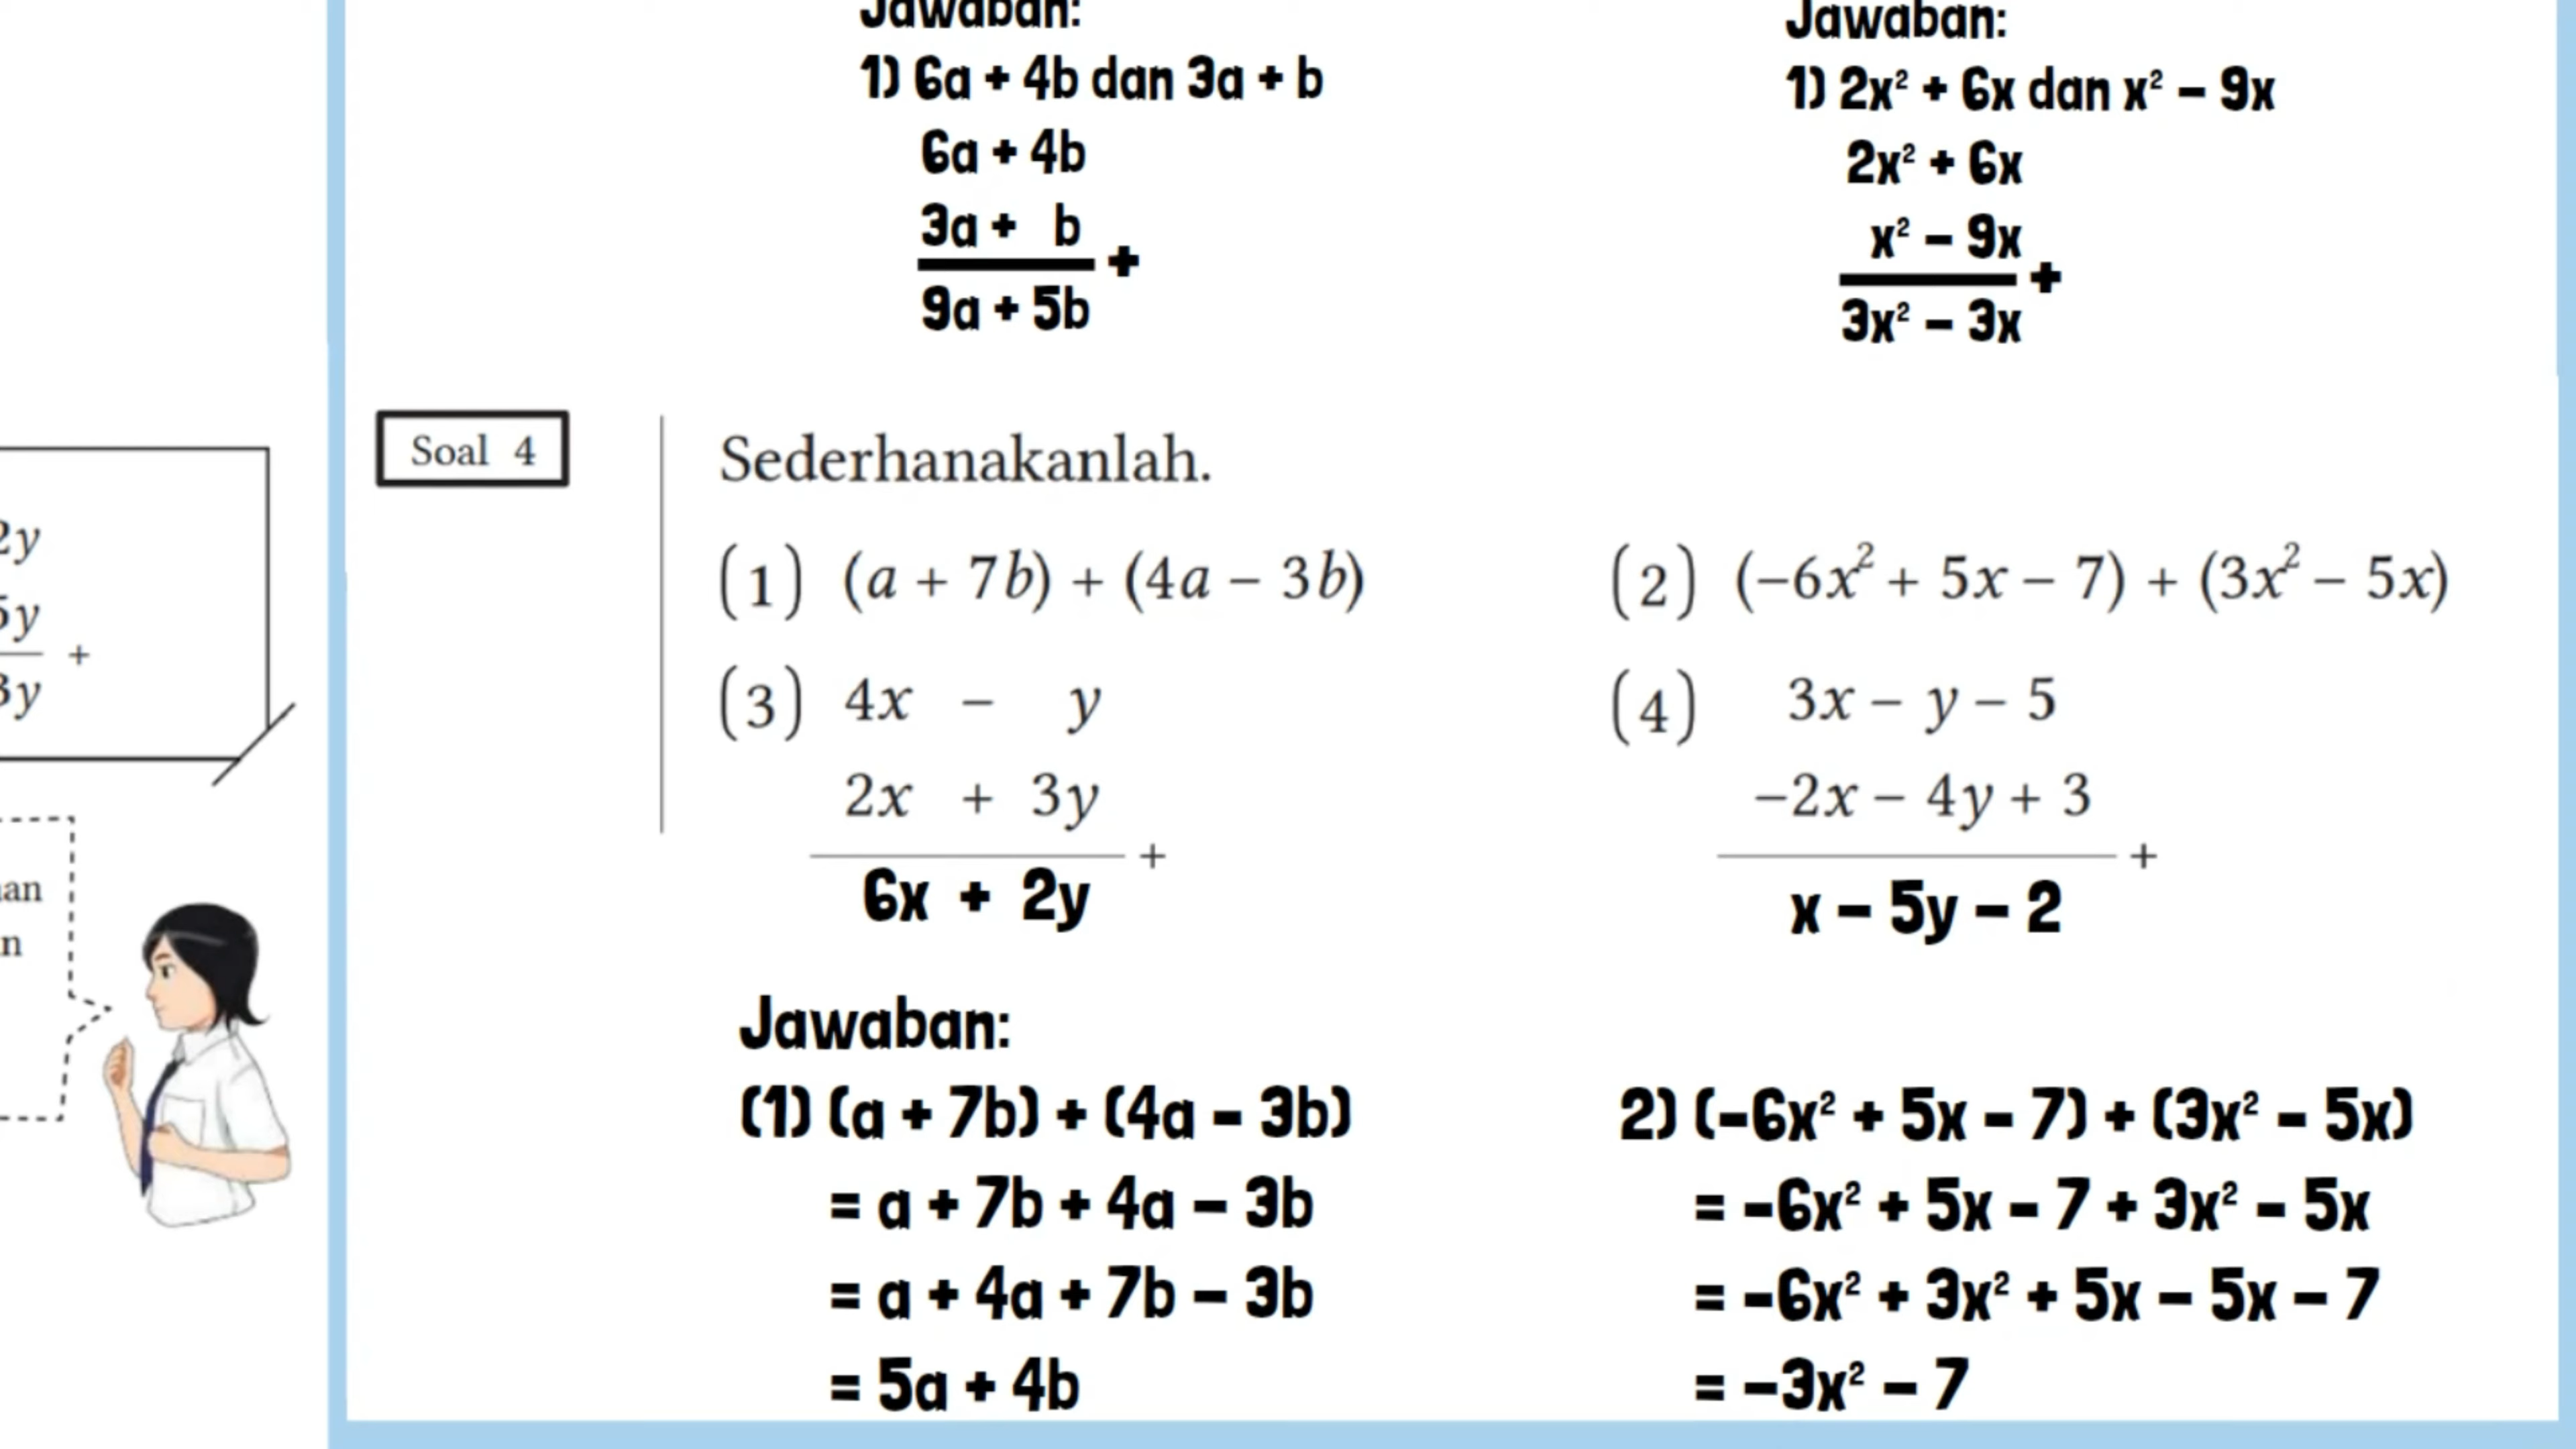 Jawaban:
1) 6a + 4b dan 3a + b
6a + 4b
3a + b
+
9a + 5b
Jawaban:
1) 2x² + 6x dan x² – 9x
2x² + 6x
x² – 9x
+
3x² – 3x
2y
5y
+
3y
an
n
Soal 4
Sederhanakanlah.
(1) (a + 7b) + (4a – 3b)
(2) (–6x² + 5x – 7) + (3x² – 5x)
(3) 4x – y
2x + 3y
+
6x + 2y
(4) 3x – y – 5
–2x – 4y + 3
+
x – 5y – 2
Jawaban:
(1) (a + 7b) + (4a – 3b)
= a + 7b + 4a – 3b
= a + 4a + 7b – 3b
= 5a + 4b
2) (–6x² + 5x – 7) + (3x² – 5x)
= –6x² + 5x – 7 + 3x² – 5x
= –6x² + 3x² + 5x – 5x – 7
= –3x² – 7